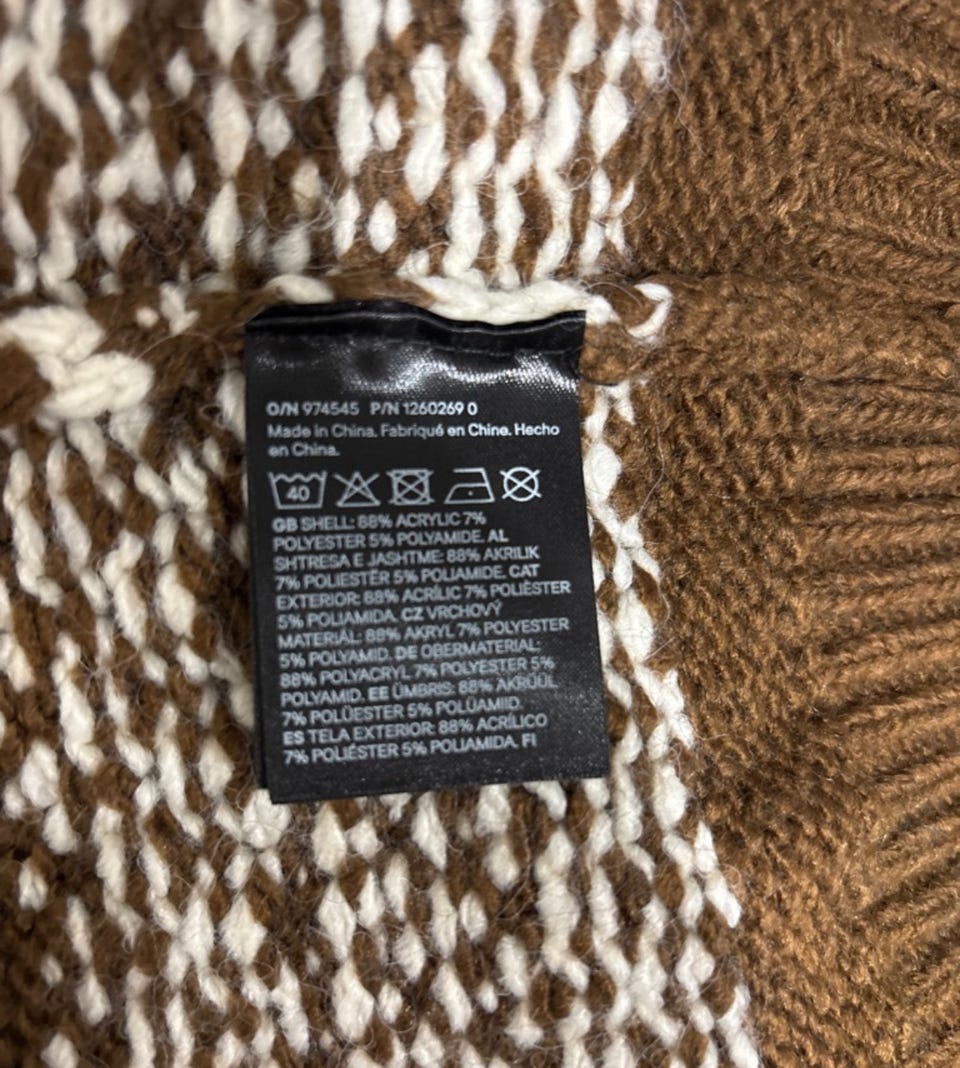 O/N 974545 P/N 1260269 0
Made in China. Fabriqué en Chine. Hecho
en China.
40
GB SHELL: 88% ACRYLIC 7%
POLYESTER 5% POLYAMIDE. AL
SHTRESA E JASHTME: 88% AKRILIK
7% POLIESTËR 5% POLIAMIDE. CAT
EXTERIOR: 88% ACRÍLIC 7% POLIÈSTER
5% POLIAMIDA. CZ VRCHOVÝ
MATERIÁL: 88% AKRYL 7% POLYESTER
5% POLYAMID. DE OBERMATERIAL:
88% POLYACRYL 7% POLYESTER 5%
POLYAMID. EE ÜMBRIS: 88% AKRÜÜL
7% POLÜESTER 5% POLÜAMID.
ES TELA EXTERIOR: 88% ACRÍLICO
7% POLIÉSTER 5% POLIAMIDA. FI